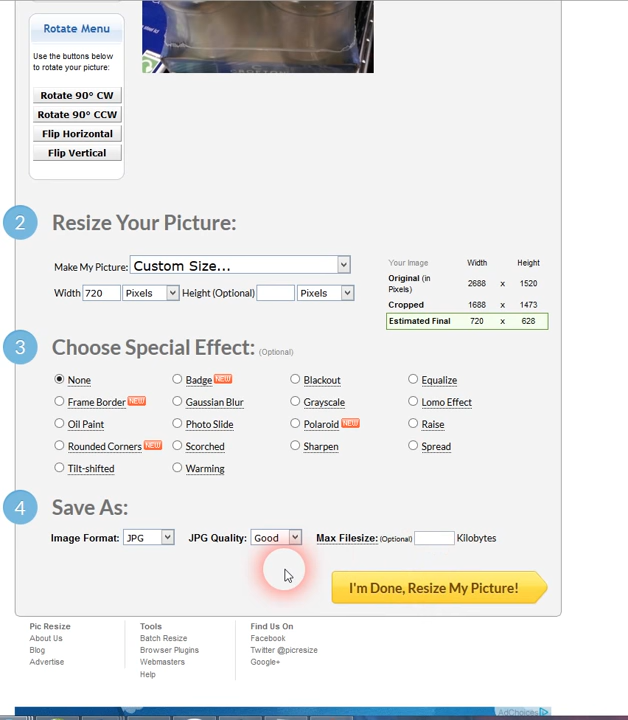 Rotate Menu
Use the buttons below
to rotate your picture:
Rotate 90° CW
Rotate 90° CCW
Flip Horizontal
Flip Vertical
2 Resize Your Picture:
Make My Picture: Custom Size...
Width 720 Pixels Height (Optional) Pixels
Your Image Width Height
Original (in Pixels) 2688 x 1520
Cropped 1688 x 1473
Estimated Final 720 x 628
3 Choose Special Effect: (Optional)
None Badge NEW Blackout Equalize
Frame Border NEW Gaussian Blur Grayscale Lomo Effect
Oil Paint Photo Slide Polaroid NEW Raise
Rounded Corners NEW Scorched Sharpen Spread
Tilt-shifted Warming
4 Save As:
Image Format: JPG JPG Quality: Good Max Filesize: (Optional) Kilobytes
I'm Done, Resize My Picture!
Pic Resize Tools Find Us On
About Us Batch Resize Facebook
Blog Browser Plugins Twitter @picresize
Advertise Webmasters Google+
Help
AdChoices